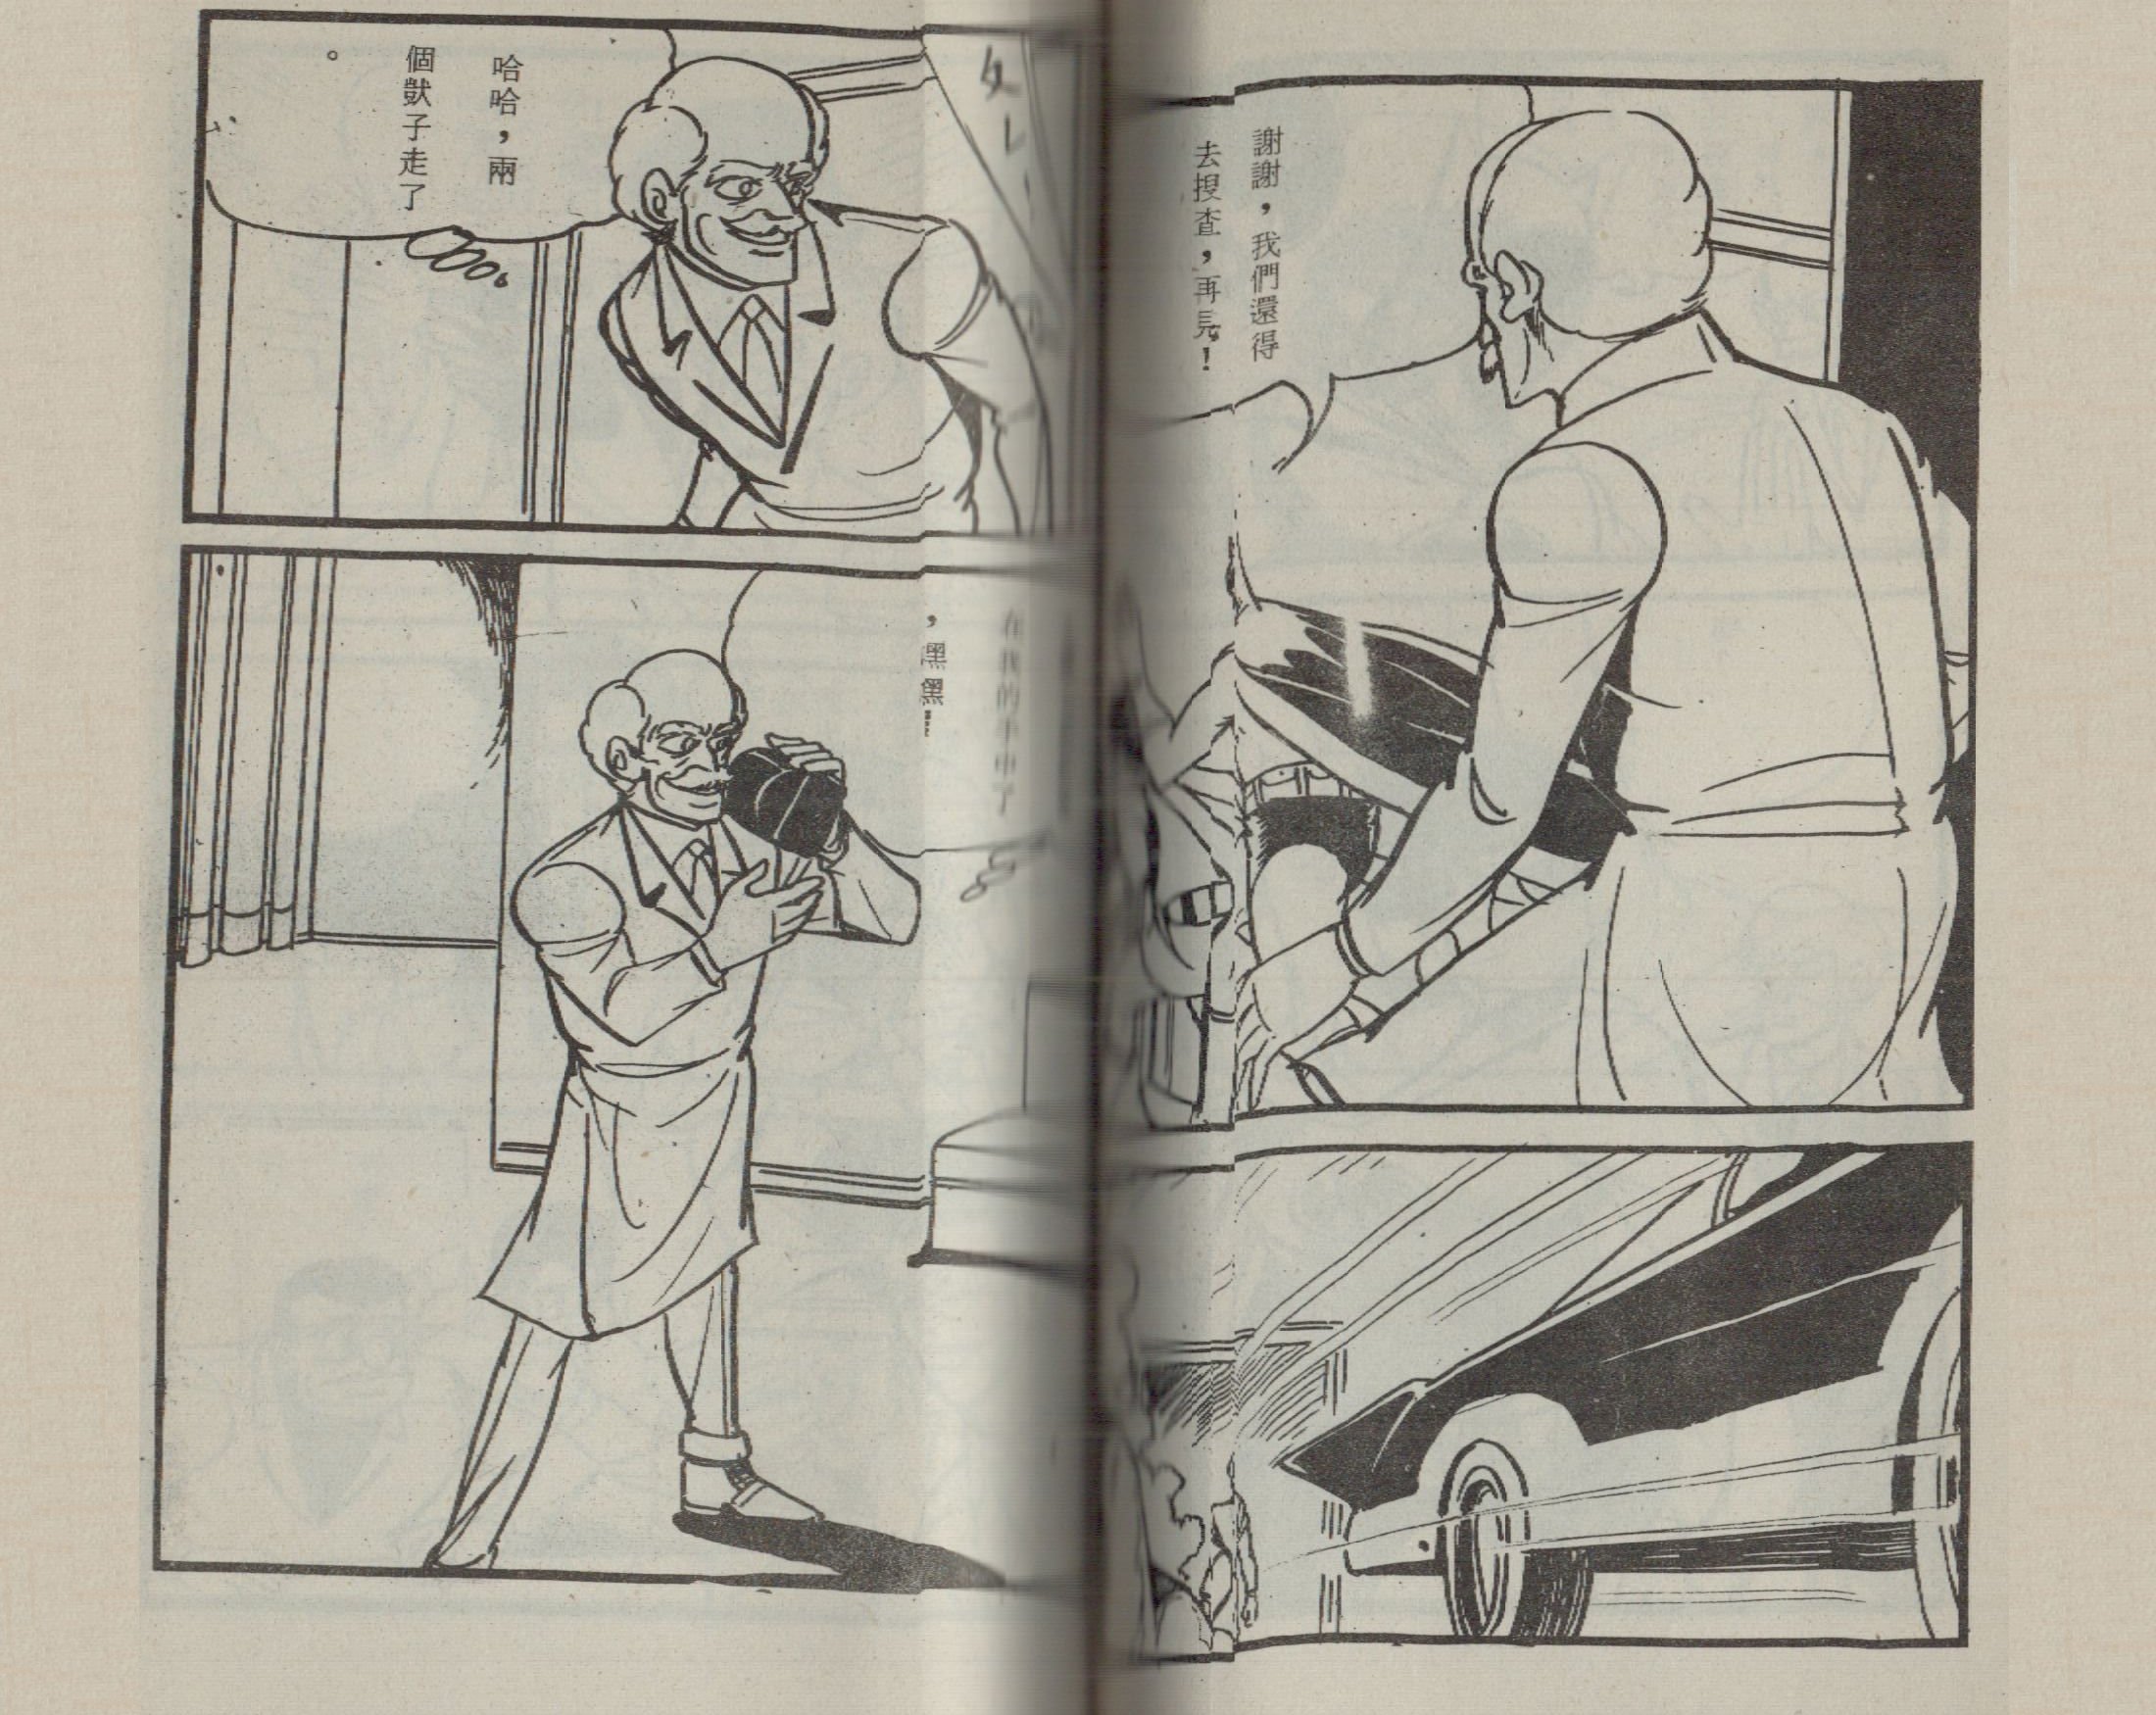 謝謝，我們還得
去搜查，再見！
哈哈，兩
個獃子走了
。
在我的手中了
，嘿嘿！